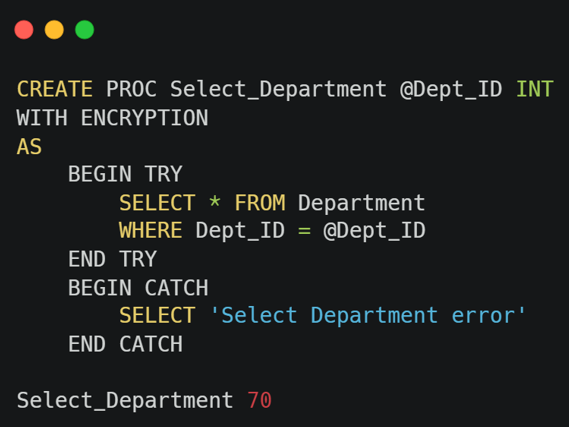 CREATE PROC Select_Department @Dept_ID INT
WITH ENCRYPTION
AS
BEGIN TRY
SELECT * FROM Department
WHERE Dept_ID = @Dept_ID
END TRY
BEGIN CATCH
SELECT 'Select Department error'
END CATCH
Select_Department 70